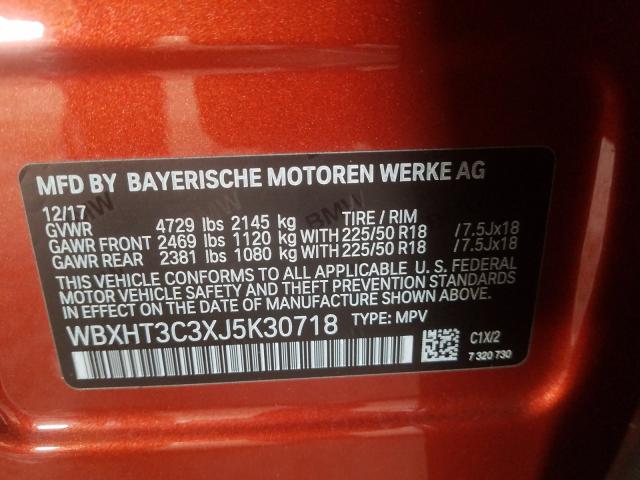 MFD BY BAYERISCHE MOTOREN WERKE AG
12/17
GVWR 4729 lbs 2145 kg TIRE / RIM
GAWR FRONT 2469 lbs 1120 kg WITH 225/50 R18 /7.5Jx18
GAWR REAR 2381 lbs 1080 kg WITH 225/50 R18 /7.5Jx18
THIS VEHICLE CONFORMS TO ALL APPLICABLE U. S. FEDERAL
MOTOR VEHICLE SAFETY AND THEFT PREVENTION STANDARDS
IN EFFECT ON THE DATE OF MANUFACTURE SHOWN ABOVE.
WBXHT3C3XJ5K30718 TYPE: MPV
C1X/2
7 320 730
BMW
BMW